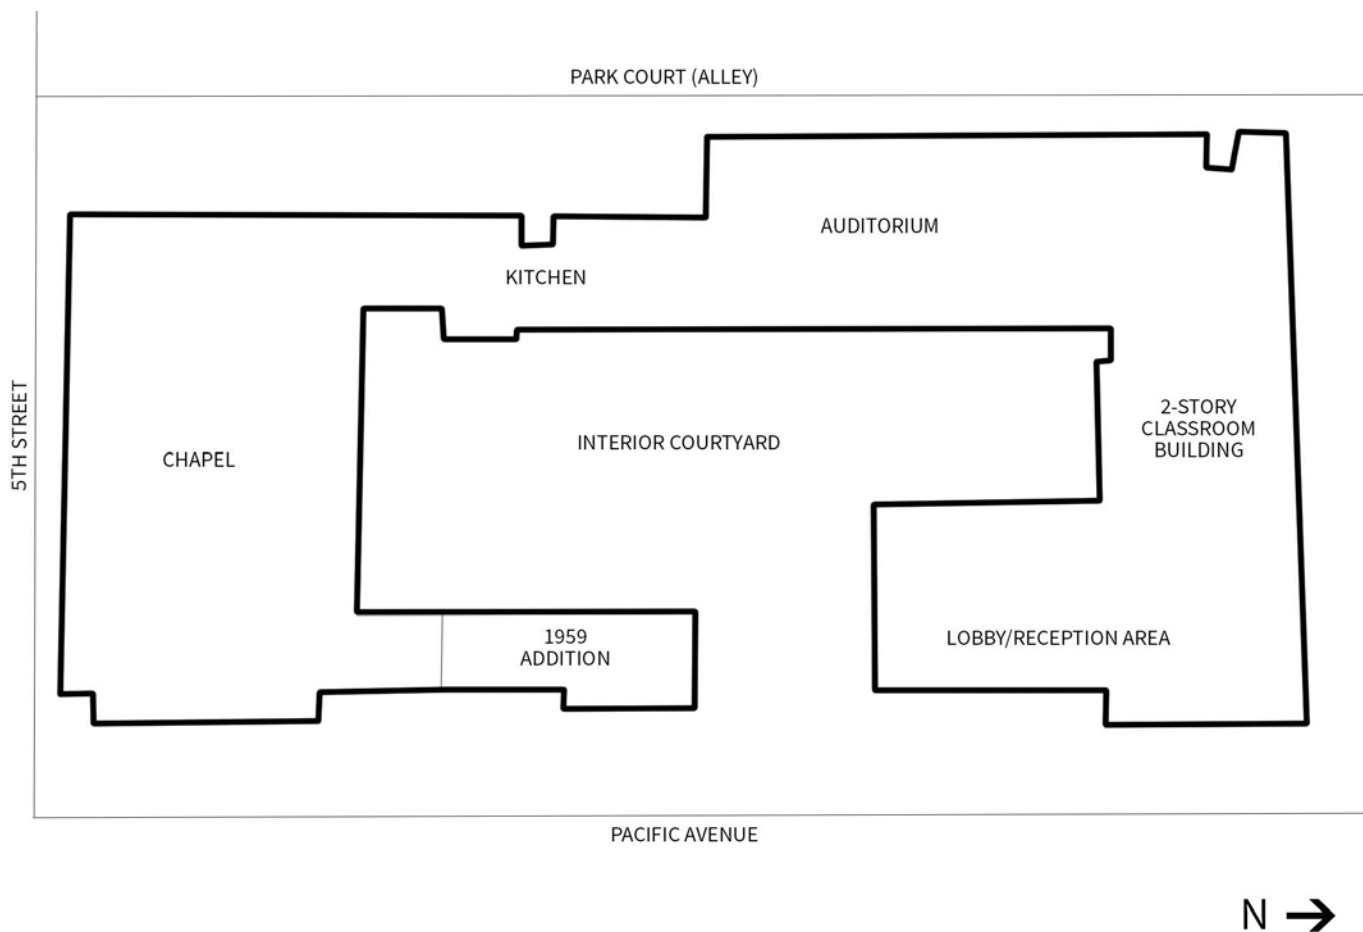 PARK COURT (ALLEY)
AUDITORIUM
KITCHEN
5TH STREET
CHAPEL
INTERIOR COURTYARD
2-STORY
CLASSROOM
BUILDING
1959
ADDITION
LOBBY/RECEPTION AREA
PACIFIC AVENUE
N